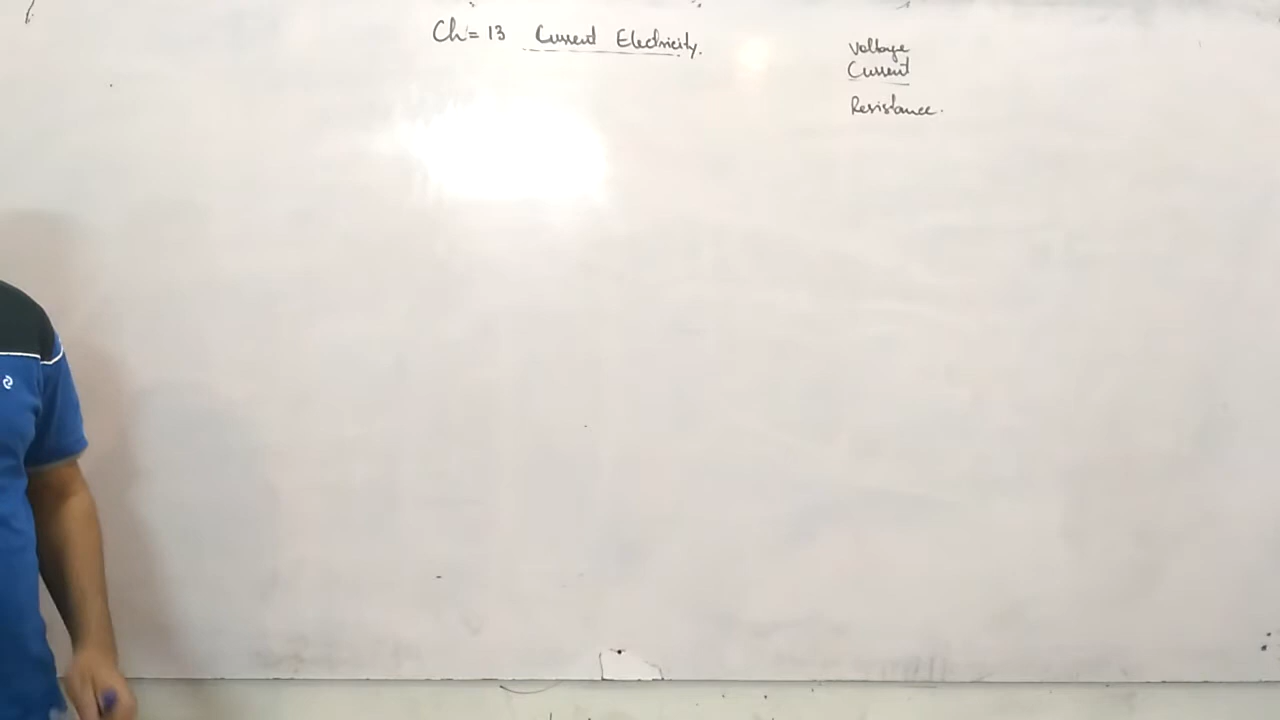 Ch = 13 Current Electricity.
Voltage
Current
Resistance.